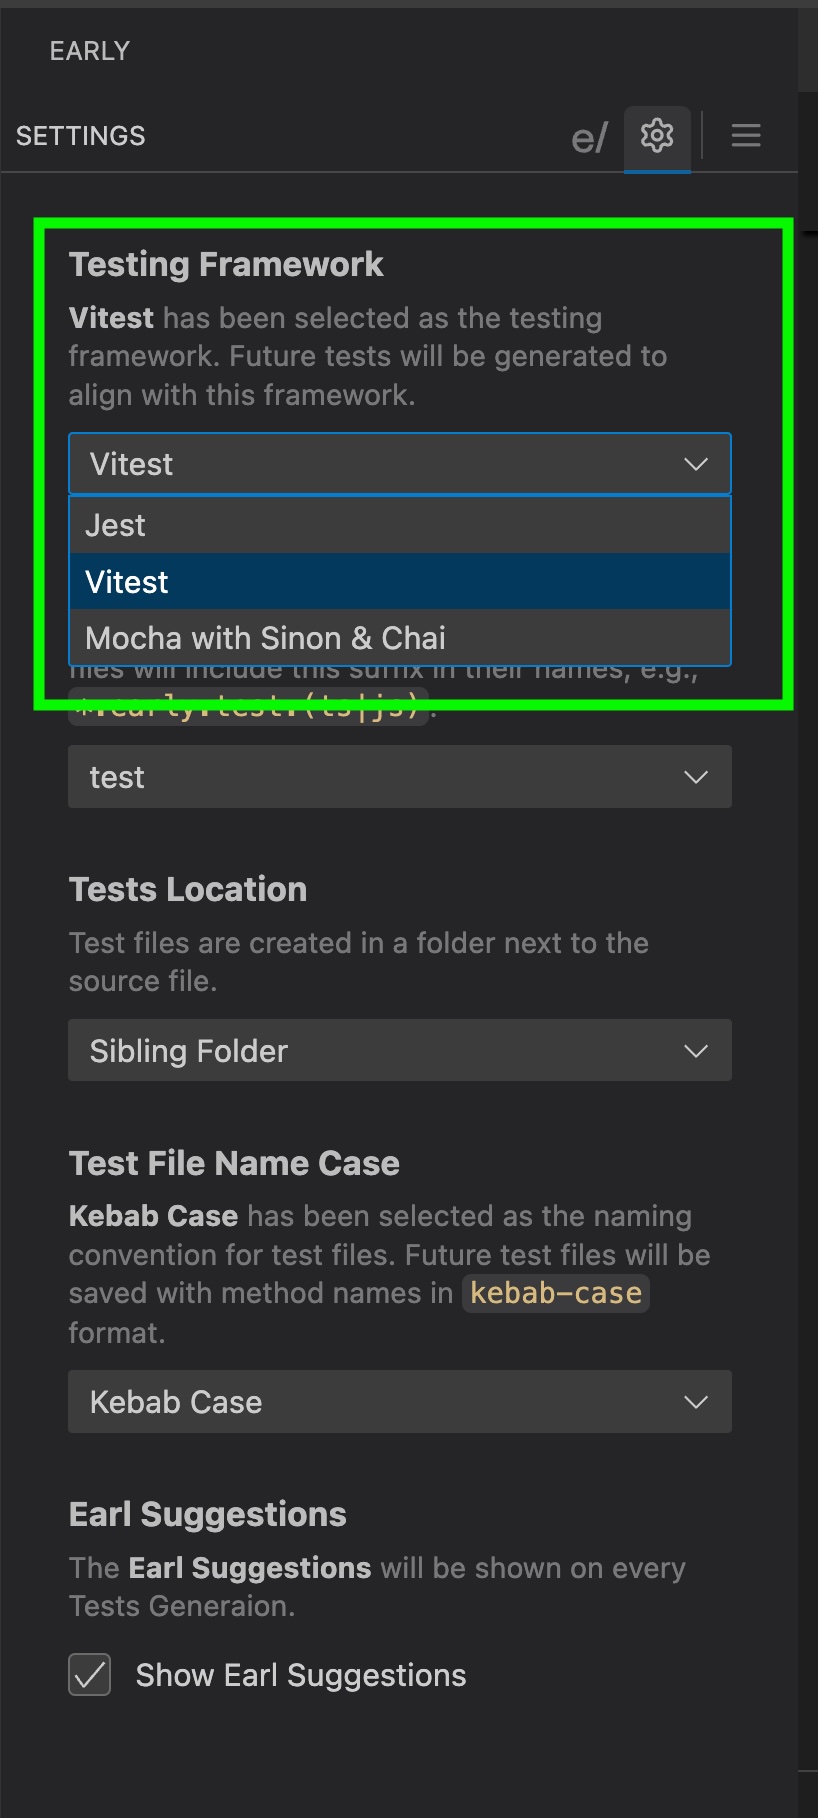 EARLY
SETTINGS
e/
Testing Framework
Vitest has been selected as the testing
framework. Future tests will be generated to
align with this framework.
Vitest
Jest
Vitest
Mocha with Sinon & Chai
files will include this suffix in their names, e.g.,
*.early.test.(ts|js).
test
Tests Location
Test files are created in a folder next to the
source file.
Sibling Folder
Test File Name Case
Kebab Case has been selected as the naming
convention for test files. Future test files will be
saved with method names in kebab-case
format.
Kebab Case
Earl Suggestions
The Earl Suggestions will be shown on every
Tests Generaion.
Show Earl Suggestions